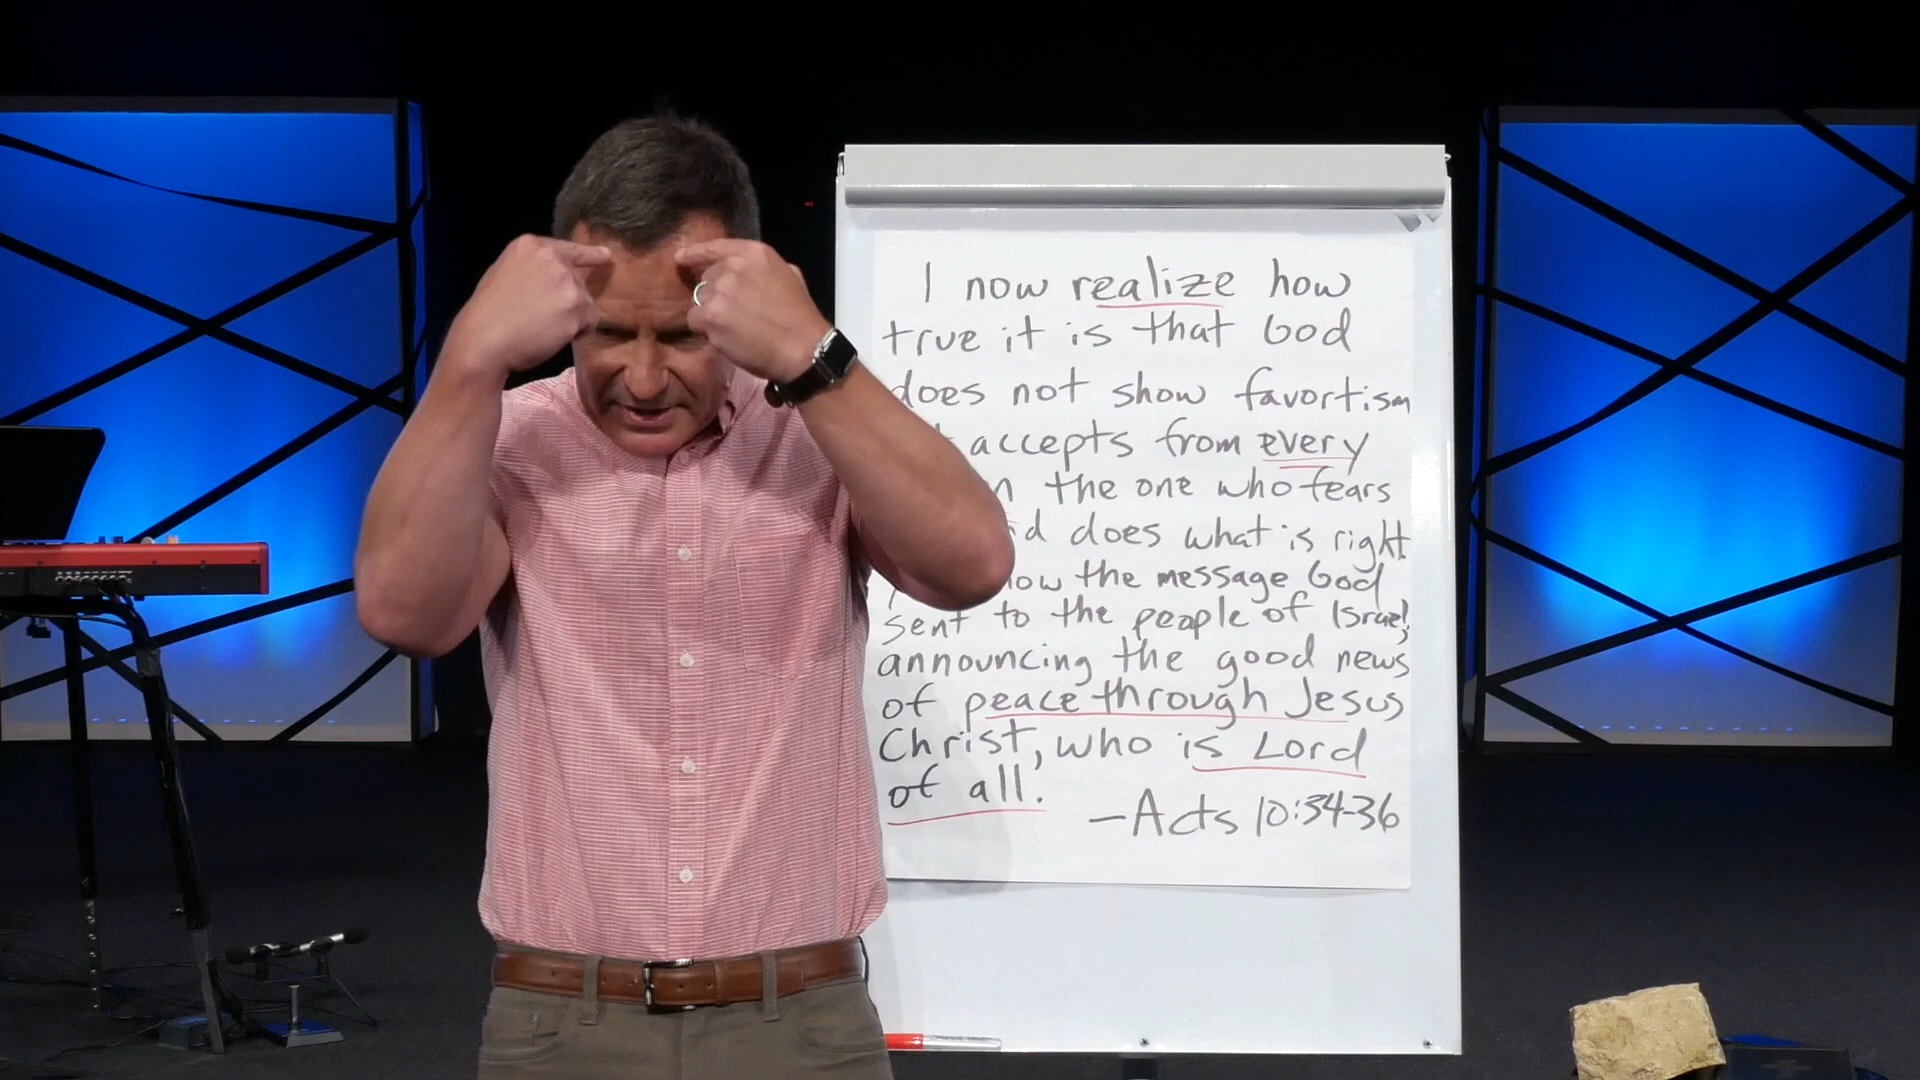 I now realize how
true it is that God
does not show favortism
accepts from every
the one who fears
does what is right
the message God
sent to the people of Israel,
announcing the good news
of peace through Jesus
Christ, who is Lord
of all.
—Acts 10:34-36